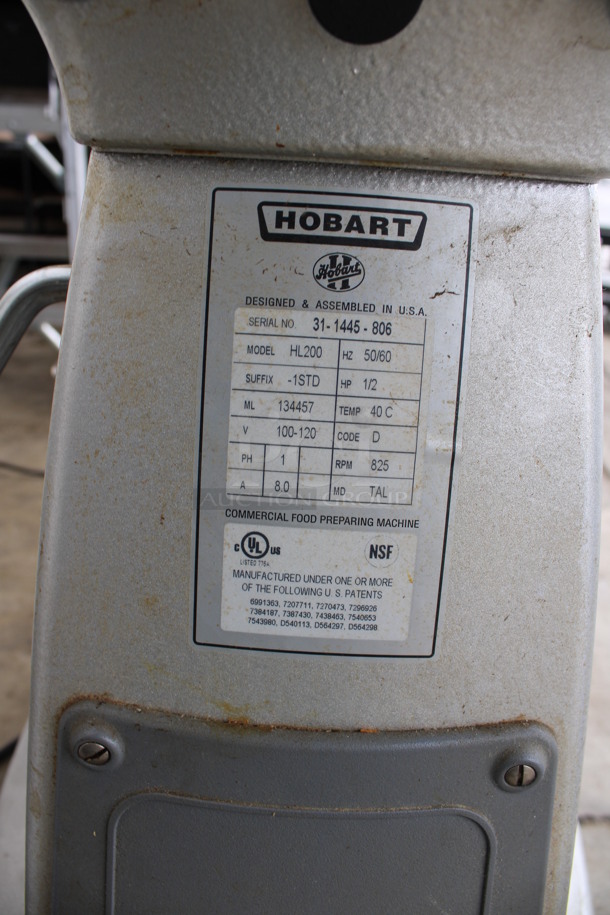 HOBART
Hobart
DESIGNED & ASSEMBLED IN U.S.A.
SERIAL NO 31-1445-806
MODEL HL200 HZ 50/60
SUFFIX -1STD HP 1/2
ML 134457 TEMP 40 C
V 100-120 CODE D
PH 1 RPM 825
A 8.0 MD TAL
AUCTION GROUP
COMMERCIAL FOOD PREPARING MACHINE
C UL US NSF
LISTED
MANUFACTURED UNDER ONE OR MORE
OF THE FOLLOWING U.S. PATENTS
6991363, 7207711, 7270473, 7296926
7384187, 7387430, 7438463, 7540653
7543980, D540113, D564297, D564298